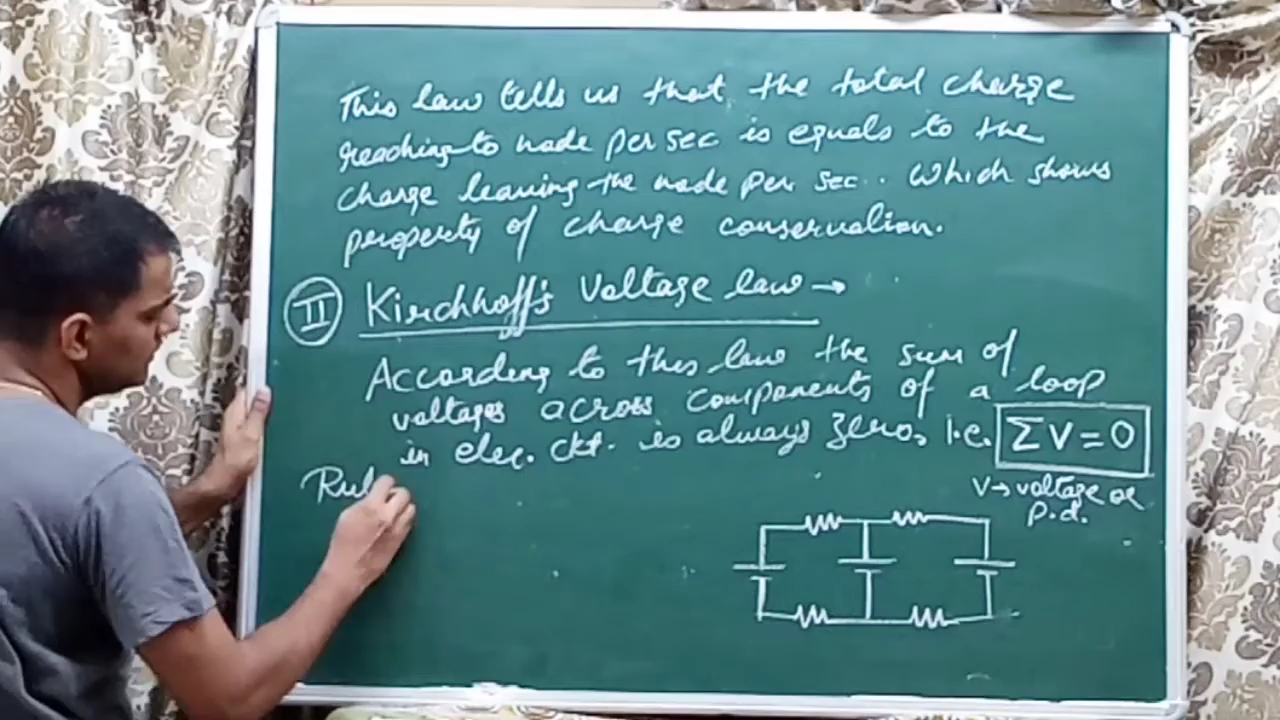 This law tells us that the total charge
reaching to node per sec is equals to the
charge leaving the node per sec.. Which shows
property of charge conservation.
II Kirchhoff's Voltage law →
According to this law the sum of
voltages across components of a loop
in elec. ckt. is always zero, i.e. ΣV = 0
V → voltage or
p.d.
Rul